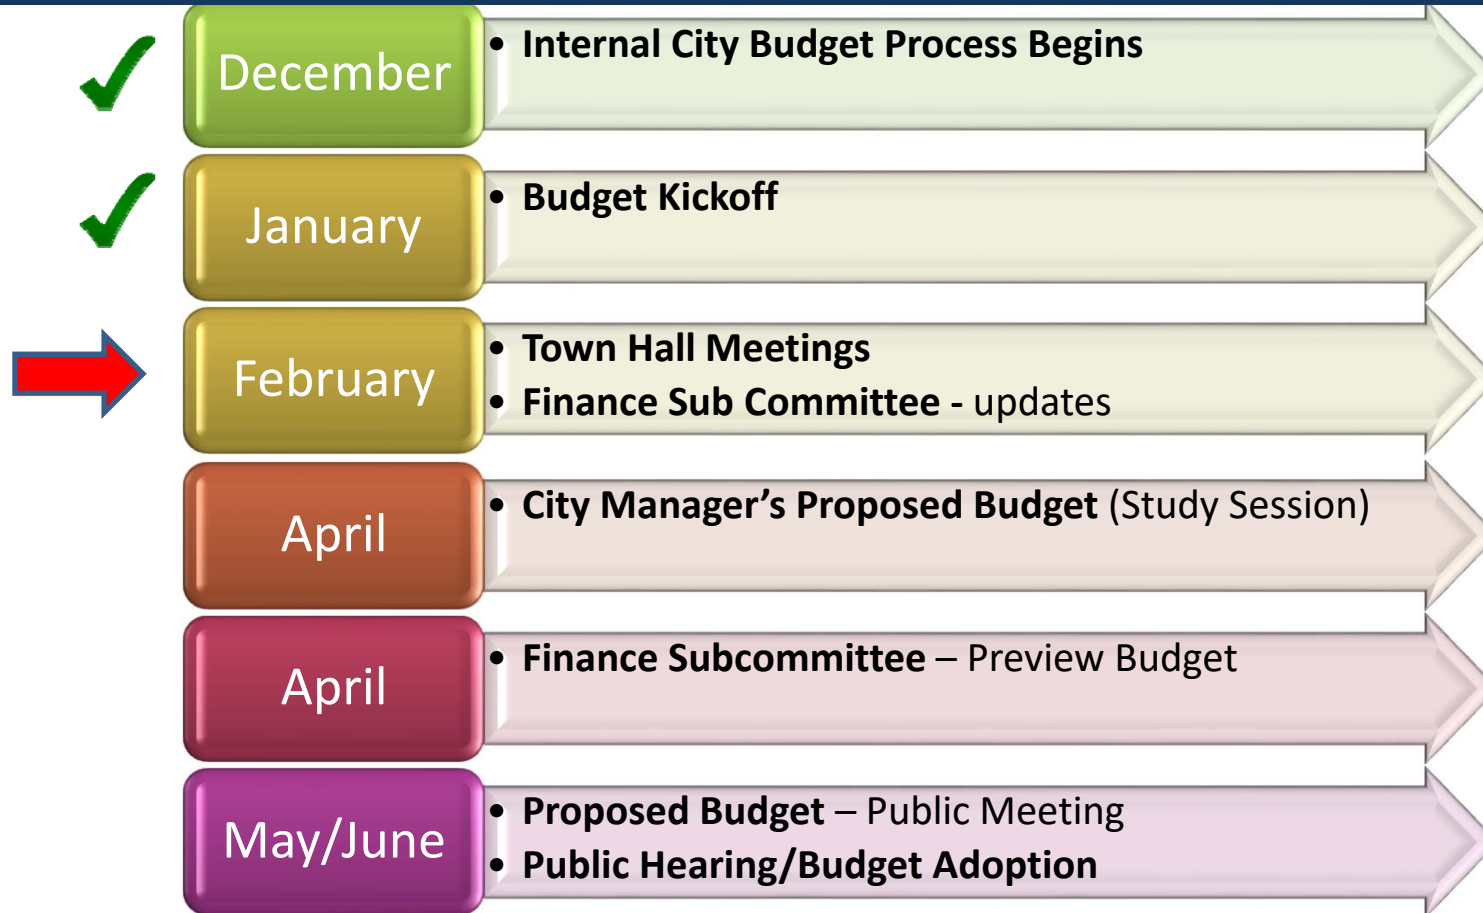 December
• Internal City Budget Process Begins
January
• Budget Kickoff
February
• Town Hall Meetings
• Finance Sub Committee - updates
April
• City Manager’s Proposed Budget (Study Session)
April
• Finance Subcommittee – Preview Budget
May/June
• Proposed Budget – Public Meeting
• Public Hearing/Budget Adoption